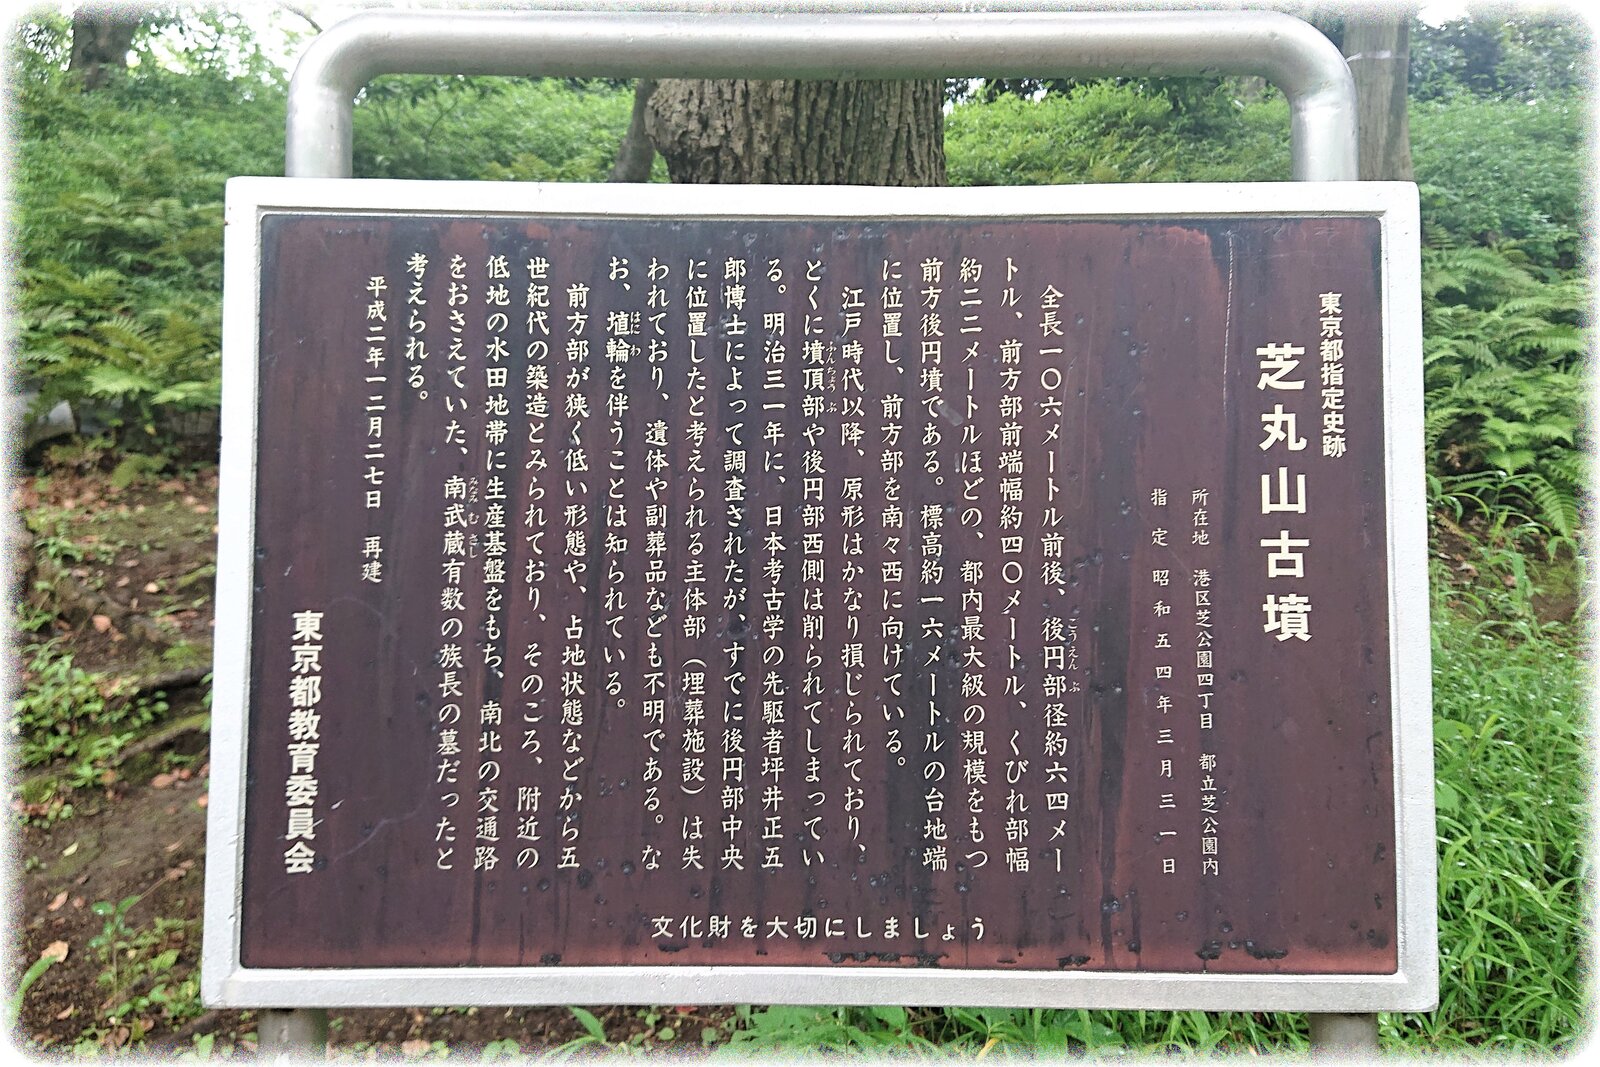 東京都指定史跡
芝丸山古墳
所在地 港区芝公園四丁目 都立芝公園内
指定 昭和五四年三月三一日
全長一〇六メートル前後、後円部径約六四メー
トル、前方部前端幅約四〇メートル、くびれ部幅
約二二メートルほどの、都内最大級の規模をもつ
前方後円墳である。標高約一六メートルの台地端
に位置し、前方部を南々西に向けている。
江戸時代以降、原形はかなり損じられており、
とくに墳頂部や後円部西側は削られてしまってい
る。明治三一年に、日本考古学の先駆者坪井正五
郎博士によって調査されたが、すでに後円部中央
に位置したと考えられる主体部（埋葬施設）は失
われており、遺体や副葬品なども不明である。な
お、埴輪を伴うことは知られている。
前方部が狭く低い形態や、占地状態などから五
世紀代の築造とみられており、そのころ、附近の
低地の水田地帯に生産基盤をもち、南北の交通路
をおさえていた、南武蔵有数の族長の墓だったと
考えられる。
平成二年一二月二七日 再建
東京都教育委員会
文化財を大切にしましょう
こうえんぶ
ふんちょうぶ
はにわ
みなみむさし